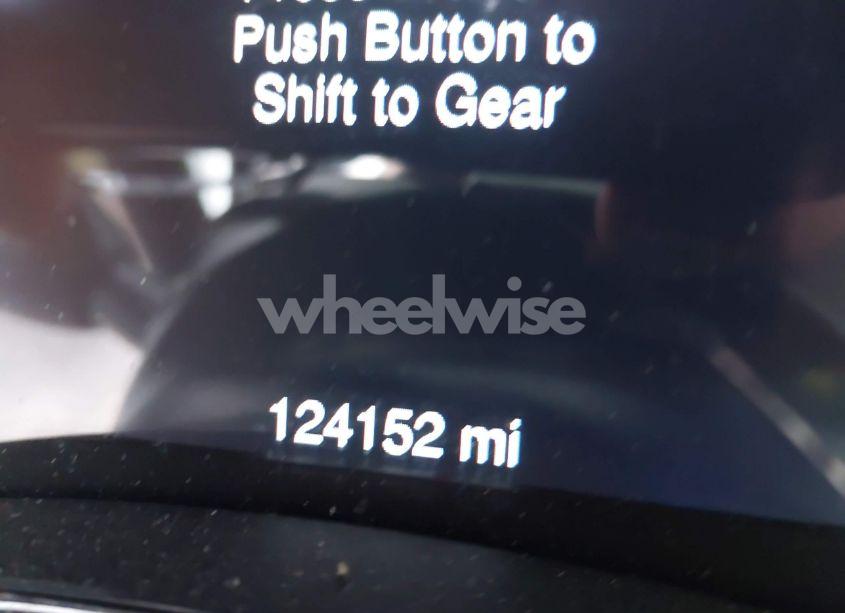 Push Button to
Shift to Gear
wheelwise
124152 mi